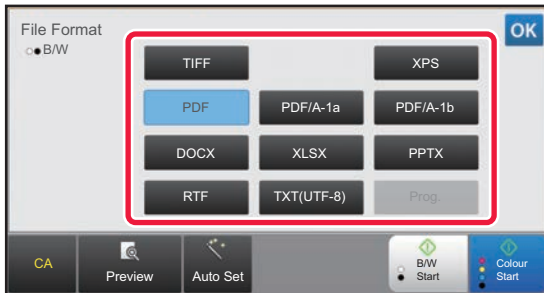 File Format
B/W
OK
TIFF XPS
PDF PDF/A-1a PDF/A-1b
DOCX XLSX PPTX
RTF TXT(UTF-8) Prog.
CA Preview Auto Set B/W Start Colour Start